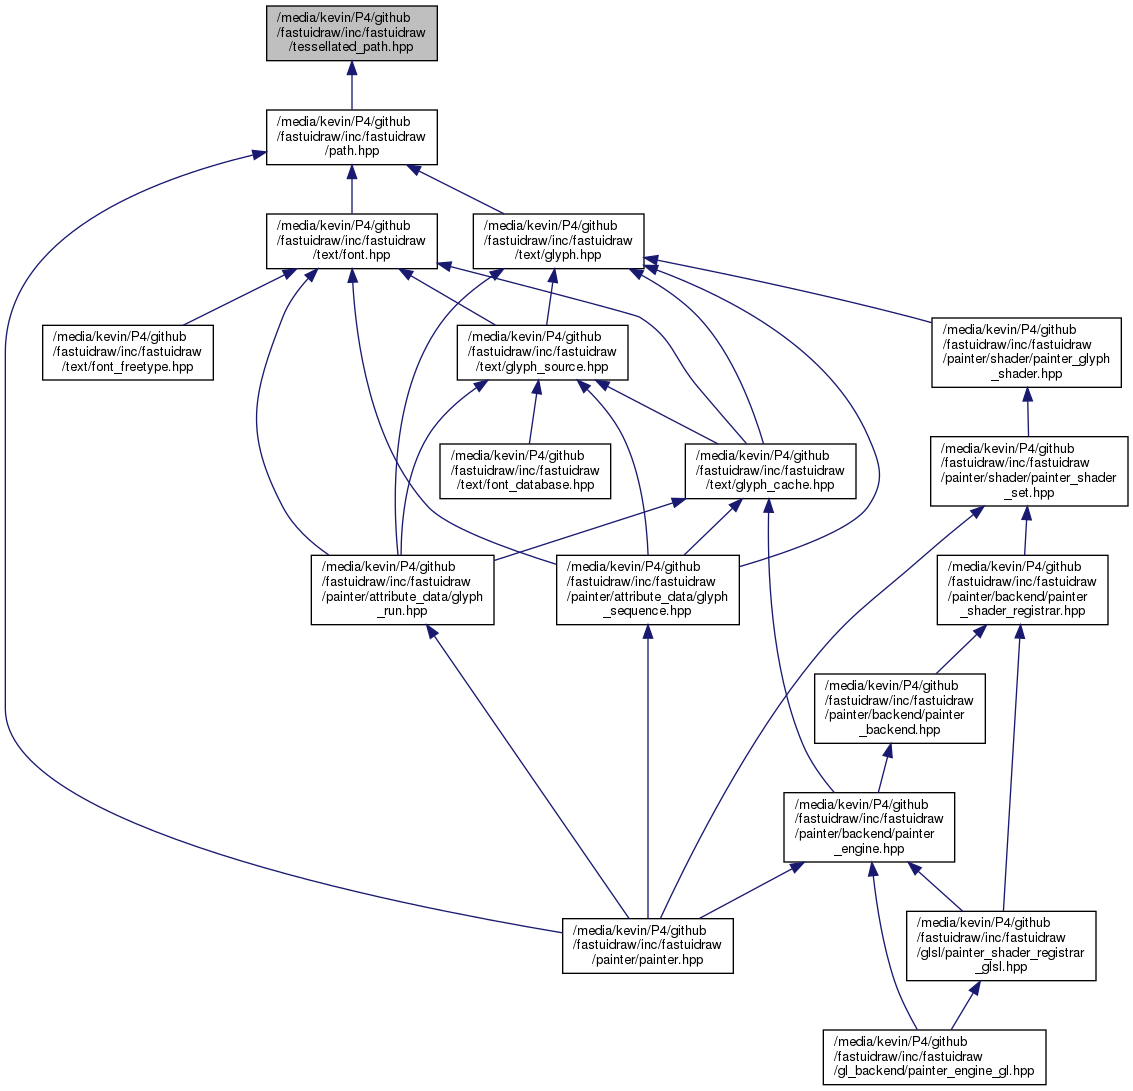 /media/kevin/P4/github
/fastuidraw/inc/fastuidraw
/tessellated_path.hpp
/media/kevin/P4/github
/fastuidraw/inc/fastuidraw
/path.hpp
/media/kevin/P4/github
/fastuidraw/inc/fastuidraw
/text/font.hpp
/media/kevin/P4/github
/fastuidraw/inc/fastuidraw
/text/glyph.hpp
/media/kevin/P4/github
/fastuidraw/inc/fastuidraw
/text/font_freetype.hpp
/media/kevin/P4/github
/fastuidraw/inc/fastuidraw
/text/glyph_source.hpp
/media/kevin/P4/github
/fastuidraw/inc/fastuidraw
/painter/shader/painter_glyph
_shader.hpp
/media/kevin/P4/github
/fastuidraw/inc/fastuidraw
/text/font_database.hpp
/media/kevin/P4/github
/fastuidraw/inc/fastuidraw
/text/glyph_cache.hpp
/media/kevin/P4/github
/fastuidraw/inc/fastuidraw
/painter/shader/painter_shader
_set.hpp
/media/kevin/P4/github
/fastuidraw/inc/fastuidraw
/painter/attribute_data/glyph
_run.hpp
/media/kevin/P4/github
/fastuidraw/inc/fastuidraw
/painter/attribute_data/glyph
_sequence.hpp
/media/kevin/P4/github
/fastuidraw/inc/fastuidraw
/painter/backend/painter
_shader_registrar.hpp
/media/kevin/P4/github
/fastuidraw/inc/fastuidraw
/painter/backend/painter
_backend.hpp
/media/kevin/P4/github
/fastuidraw/inc/fastuidraw
/painter/backend/painter
_engine.hpp
/media/kevin/P4/github
/fastuidraw/inc/fastuidraw
/painter/painter.hpp
/media/kevin/P4/github
/fastuidraw/inc/fastuidraw
/glsl/painter_shader_registrar
_glsl.hpp
/media/kevin/P4/github
/fastuidraw/inc/fastuidraw
/gl_backend/painter_engine_gl.hpp